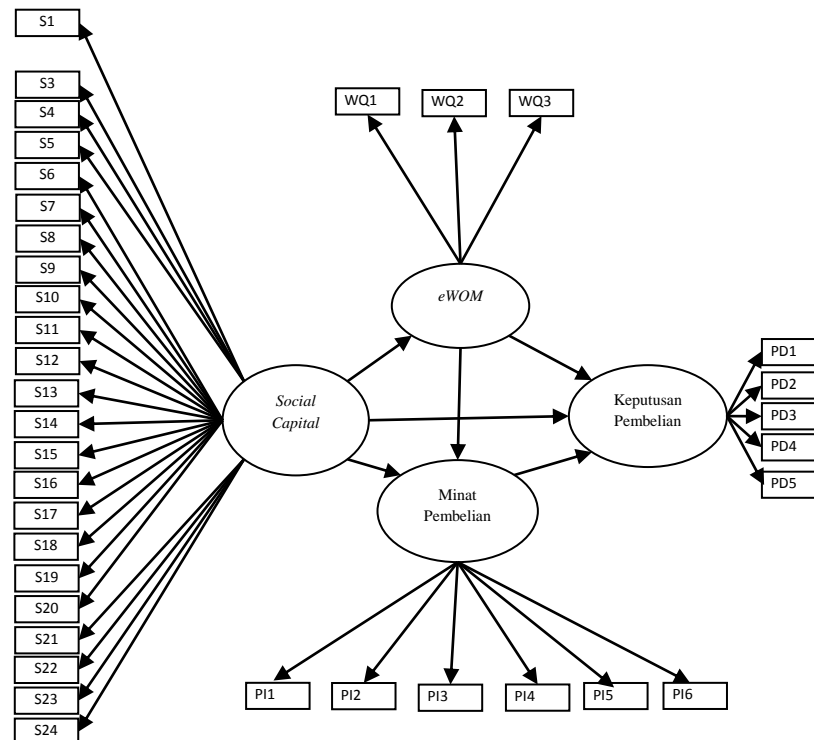 S1
S3
S4
S5
S6
S7
S8
S9
S10
S11
S12
S13
S14
S15
S16
S17
S18
S19
S20
S21
S22
S23
S24
WQ1
WQ2
WQ3
eWOM
Social
Capital
Keputusan
Pembelian
Minat
Pembelian
PD1
PD2
PD3
PD4
PD5
PI1
PI2
PI3
PI4
PI5
PI6